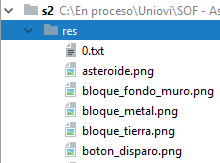 s2 C:\En proceso\Uniovi\SOF - As
res
0.txt
asteroide.png
bloque_fondo_muro.png
bloque_metal.png
bloque_tierra.png
boton_disparo.png